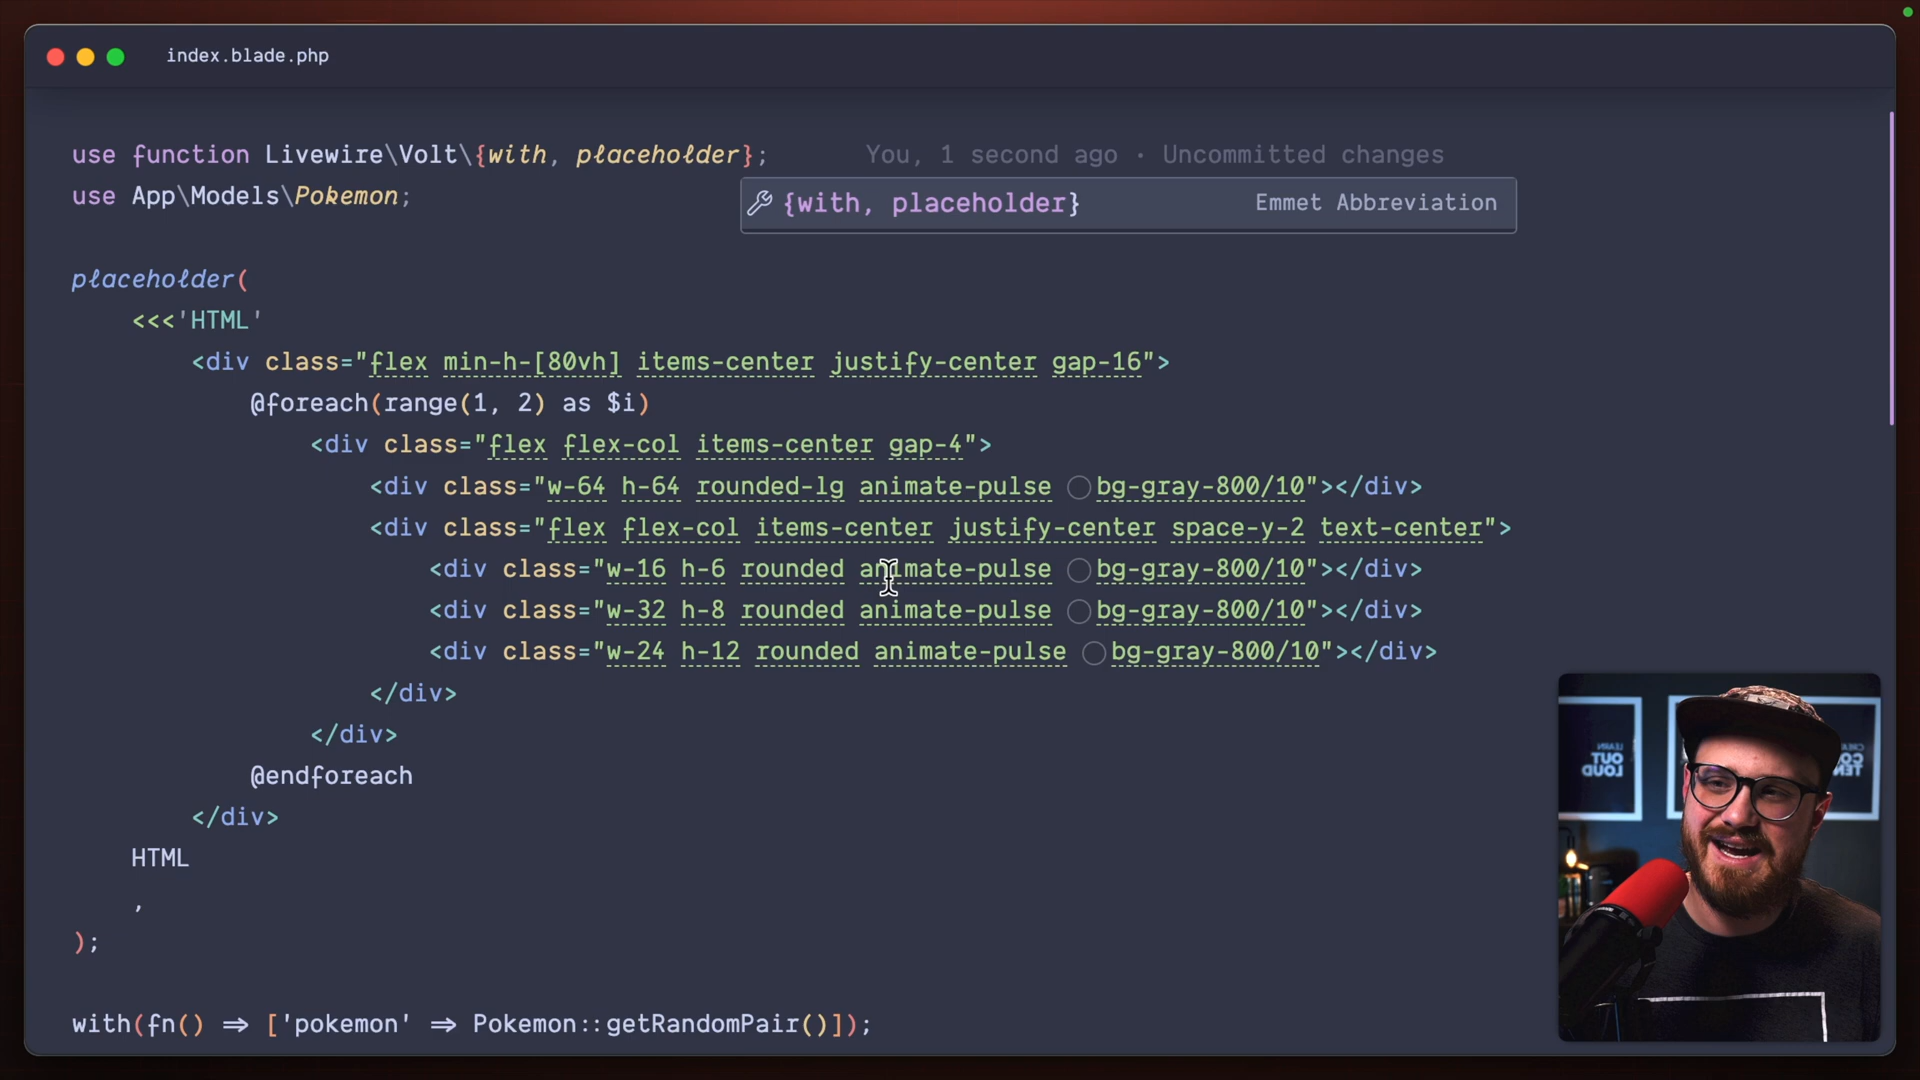 index.blade.php
use function Livewire\Volt\{with, placeholder}; You, 1 second ago · Uncommitted changes
use App\Models\Pokemon;
{with, placeholder} Emmet Abbreviation
placeholder(
<<<'HTML'
<div class="flex min-h-[80vh] items-center justify-center gap-16">
@foreach(range(1, 2) as $i)
<div class="flex flex-col items-center gap-4">
<div class="w-64 h-64 rounded-lg animate-pulse bg-gray-800/10"></div>
<div class="flex flex-col items-center justify-center space-y-2 text-center">
<div class="w-16 h-6 rounded animate-pulse bg-gray-800/10"></div>
<div class="w-32 h-8 rounded animate-pulse bg-gray-800/10"></div>
<div class="w-24 h-12 rounded animate-pulse bg-gray-800/10"></div>
</div>
</div>
@endforeach
</div>
HTML
,
);
with(fn() => ['pokemon' => Pokemon::getRandomPair()]);
LEARN
OUT
LOUD